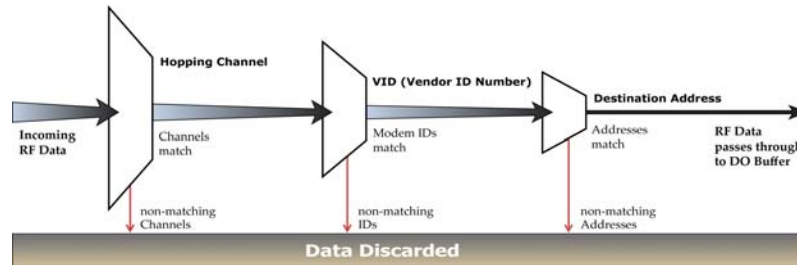 Hopping Channel
VID (Vendor ID Number)
Destination Address
Incoming
RF Data
Channels
match
Modem IDs
match
Addresses
match
RF Data
passes through
to DO Buffer
non-matching
Channels
non-matching
IDs
non-matching
Addresses
Data Discarded